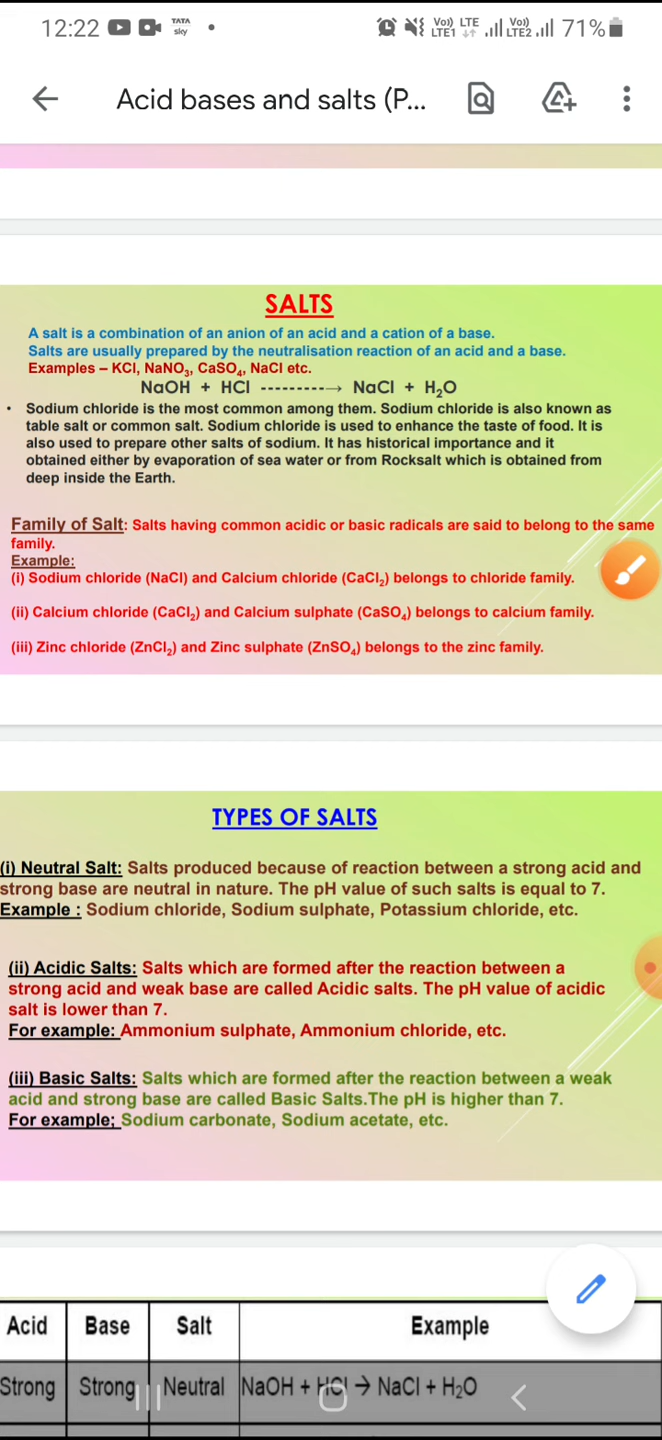 12:22 TATA sky • Vo)) LTE LTE1 Vo)) LTE2 71%
Acid bases and salts (P...
SALTS
A salt is a combination of an anion of an acid and a cation of a base.
Salts are usually prepared by the neutralisation reaction of an acid and a base.
Examples – KCl, NaNO₃, CaSO₄, NaCl etc.
NaOH + HCl ---------→ NaCl + H₂O
• Sodium chloride is the most common among them. Sodium chloride is also known as
table salt or common salt. Sodium chloride is used to enhance the taste of food. It is
also used to prepare other salts of sodium. It has historical importance and it
obtained either by evaporation of sea water or from Rocksalt which is obtained from
deep inside the Earth.
Family of Salt: Salts having common acidic or basic radicals are said to belong to the same
family.
Example:
(i) Sodium chloride (NaCl) and Calcium chloride (CaCl₂) belongs to chloride family.
(ii) Calcium chloride (CaCl₂) and Calcium sulphate (CaSO₄) belongs to calcium family.
(iii) Zinc chloride (ZnCl₂) and Zinc sulphate (ZnSO₄) belongs to the zinc family.
TYPES OF SALTS
(i) Neutral Salt: Salts produced because of reaction between a strong acid and
strong base are neutral in nature. The pH value of such salts is equal to 7.
Example : Sodium chloride, Sodium sulphate, Potassium chloride, etc.
(ii) Acidic Salts: Salts which are formed after the reaction between a
strong acid and weak base are called Acidic salts. The pH value of acidic
salt is lower than 7.
For example: Ammonium sulphate, Ammonium chloride, etc.
(iii) Basic Salts: Salts which are formed after the reaction between a weak
acid and strong base are called Basic Salts.The pH is higher than 7.
For example; Sodium carbonate, Sodium acetate, etc.
Acid Base Salt Example
Strong Strong Neutral NaOH + HCl → NaCl + H₂O